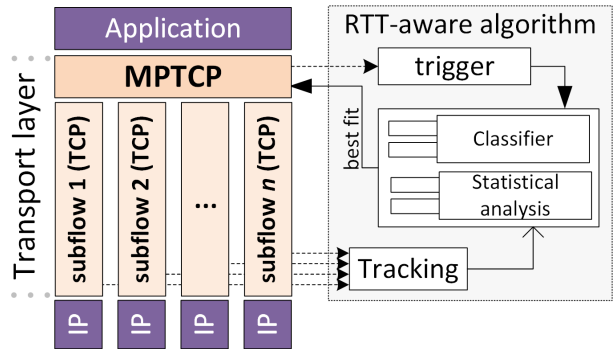 Application
RTT-aware algorithm
MPTCP
trigger
Transport layer
subflow 1 (TCP)
subflow 2 (TCP)
...
subflow n (TCP)
best fit
Classifier
Statistical
analysis
Tracking
IP
IP
IP
IP